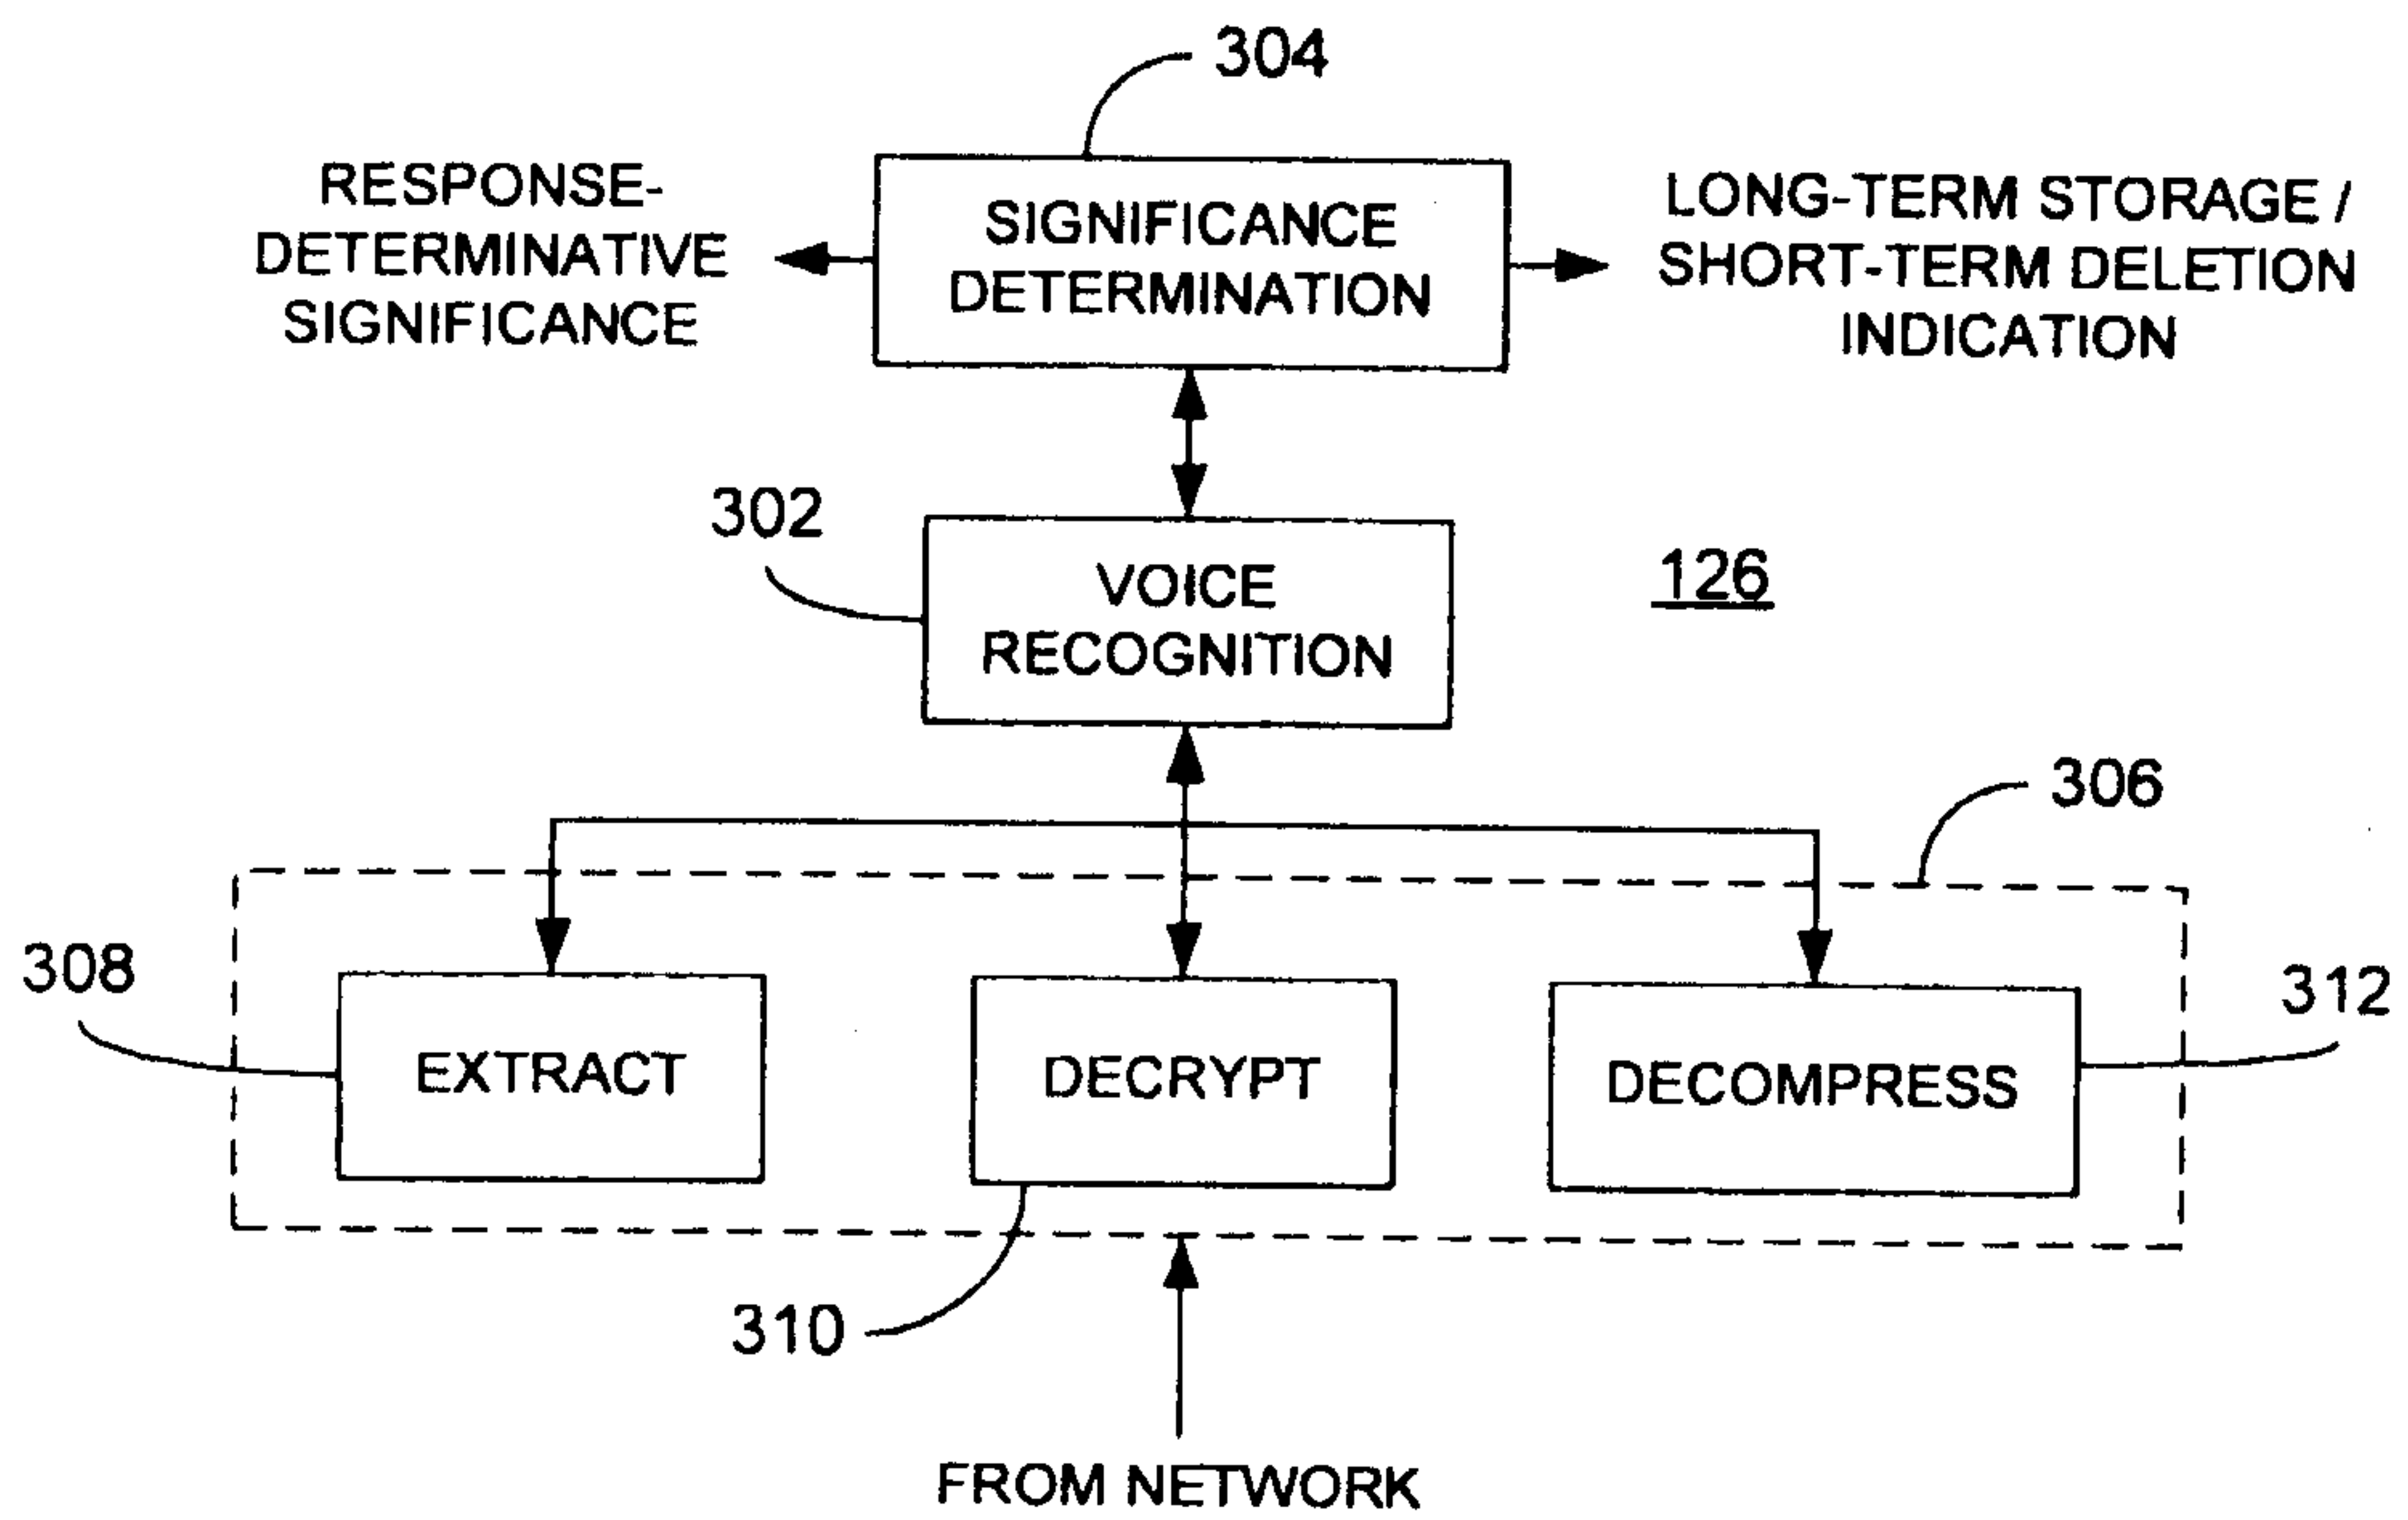 304
RESPONSE-
DETERMINATIVE
SIGNIFICANCE
SIGNIFICANCE
DETERMINATION
LONG-TERM STORAGE /
SHORT-TERM DELETION
INDICATION
302
VOICE
RECOGNITION
126
306
308
EXTRACT
DECRYPT
DECOMPRESS
312
310
FROM NETWORK